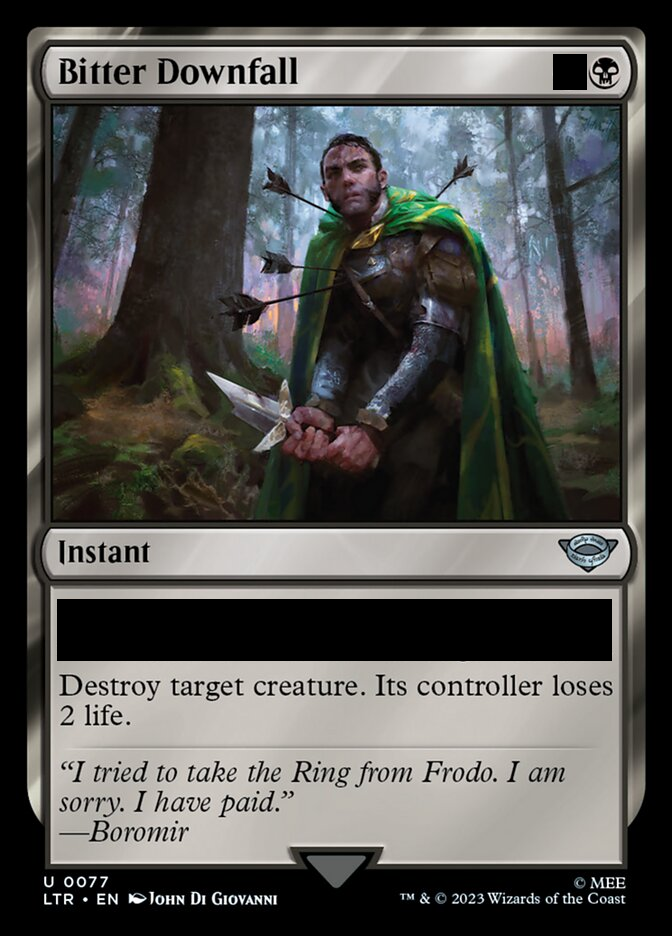 Bitter Downfall
Instant
Destroy target creature. Its controller loses
2 life.
“I tried to take the Ring from Frodo. I am
sorry. I have paid.”
—Boromir
U 0077
LTR • EN John Di Giovanni
© MEE
™ & © 2023 Wizards of the Coast